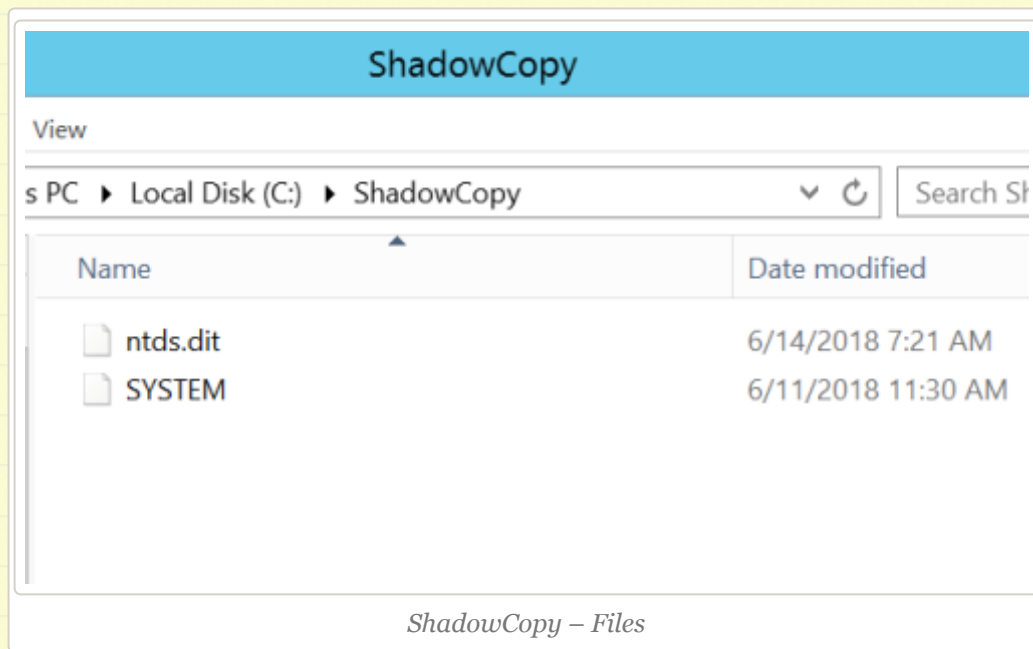 ShadowCopy
View
s PC ▸ Local Disk (C:) ▸ ShadowCopy Search Sh
Name Date modified
ntds.dit 6/14/2018 7:21 AM
SYSTEM 6/11/2018 11:30 AM
ShadowCopy – Files